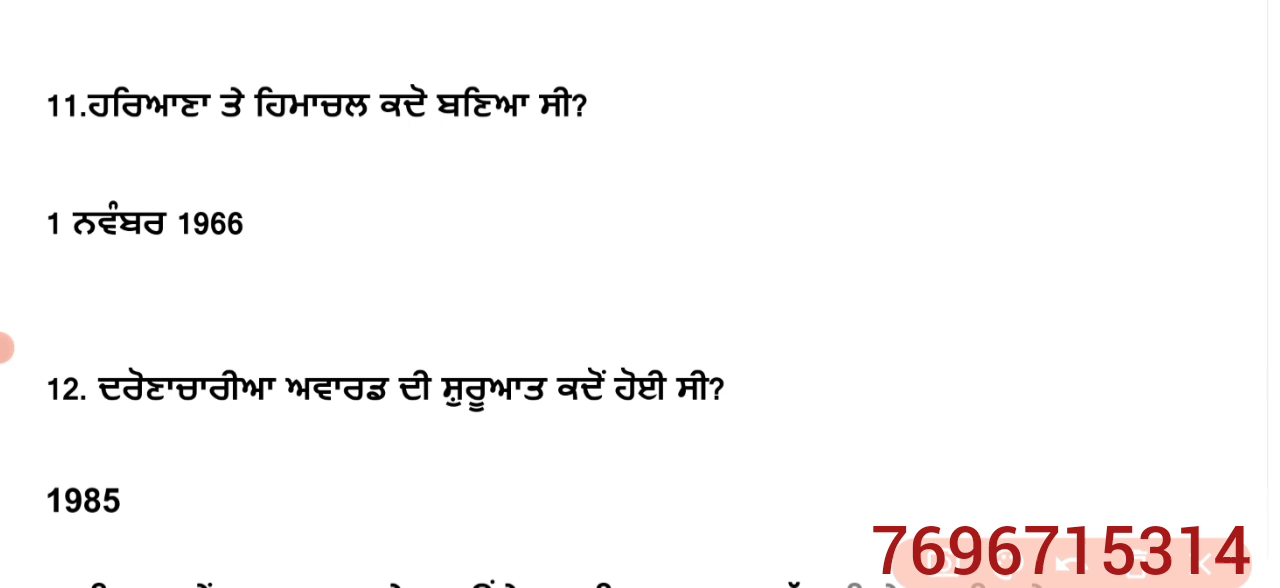 11.ਹਰਿਆਣਾ ਤੇ ਹਿਮਾਚਲ ਕਦੋ ਬਣਿਆ ਸੀ?
1 ਨਵੰਬਰ 1966
12. ਦਰੋਣਾਚਾਰੀਆ ਅਵਾਰਡ ਦੀ ਸ਼ੁਰੂਆਤ ਕਦੋਂ ਹੋਈ ਸੀ?
1985
7696715314